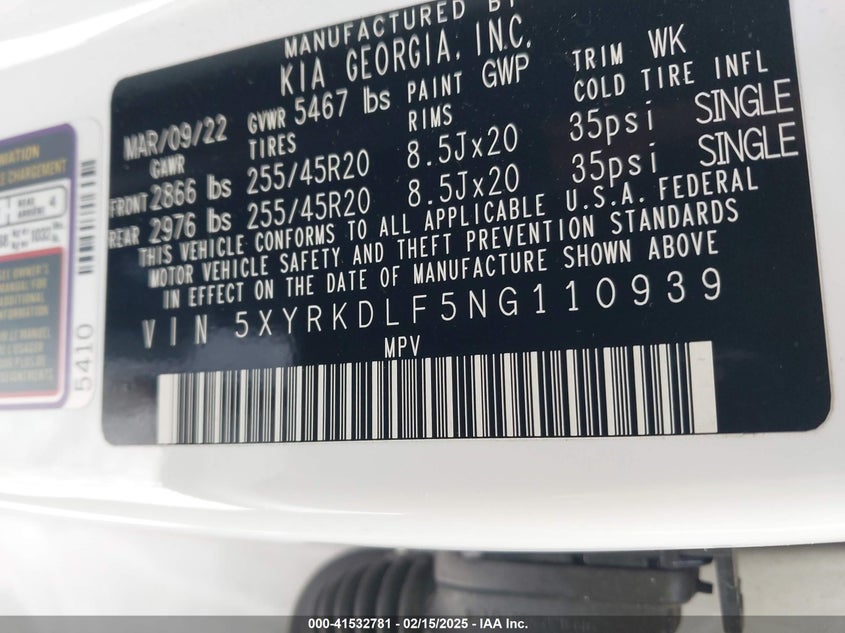 MANUFACTURED BY
KIA GEORGIA, INC.
MAR/09/22 GVWR 5467 lbs PAINT GWP TRIM WK
GAWR TIRES RIMS COLD TIRE INFL
FRONT 2866 lbs 255/45R20 8.5Jx20 35psi SINGLE
REAR 2976 lbs 255/45R20 8.5Jx20 35psi SINGLE
THIS VEHICLE CONFORMS TO ALL APPLICABLE U.S.A. FEDERAL
MOTOR VEHICLE SAFETY AND THEFT PREVENTION STANDARDS
IN EFFECT ON THE DATE OF MANUFACTURE SHOWN ABOVE
VIN 5XYRKDLF5NG110939
MPV
REAR 4
5410
000-41532781 - 02/15/2025 - IAA Inc.